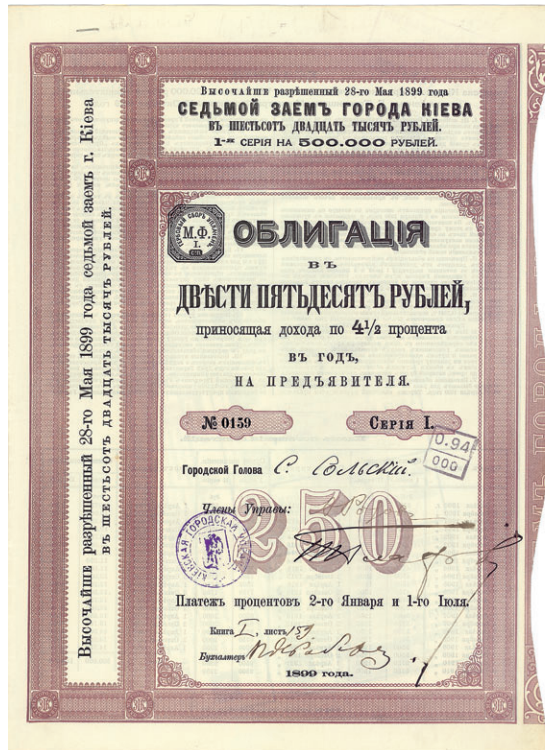 Высочайше разрѣшенный 28-го Мая 1899 года
СЕДЬМОЙ ЗАЕМЪ ГОРОДА КІЕВА
ВЪ ШЕСТЬСОТЪ ДВАДЦАТЬ ТЫСЯЧЪ РУБЛЕЙ.
1-я СЕРІЯ НА 500.000 РУБЛЕЙ.
Высочайше разрѣшенный 28-го Мая 1899 года седьмой заемъ г. Кіева
ВЪ ШЕСТЬСОТЪ ДВАДЦАТЬ ТЫСЯЧЪ РУБЛЕЙ.
М.Ф.
I.
ОБЛИГАЦІЯ
ВЪ
ДВѢСТИ ПЯТЬДЕСЯТЪ РУБЛЕЙ,
приносящая дохода по 4 1/2 процента
ВЪ ГОДЪ,
НА ПРЕДЪЯВИТЕЛЯ.
№ 0159
Серія I.
0.94
000
Городской Голова С. Сольскій.
Члены Управы:
250
КІЕВСКАЯ ГОРОДСКАЯ
Платежъ процентовъ 2-го Января и 1-го Іюля.
Книга I. листъ 159
Бухгалтеръ
1899 года.